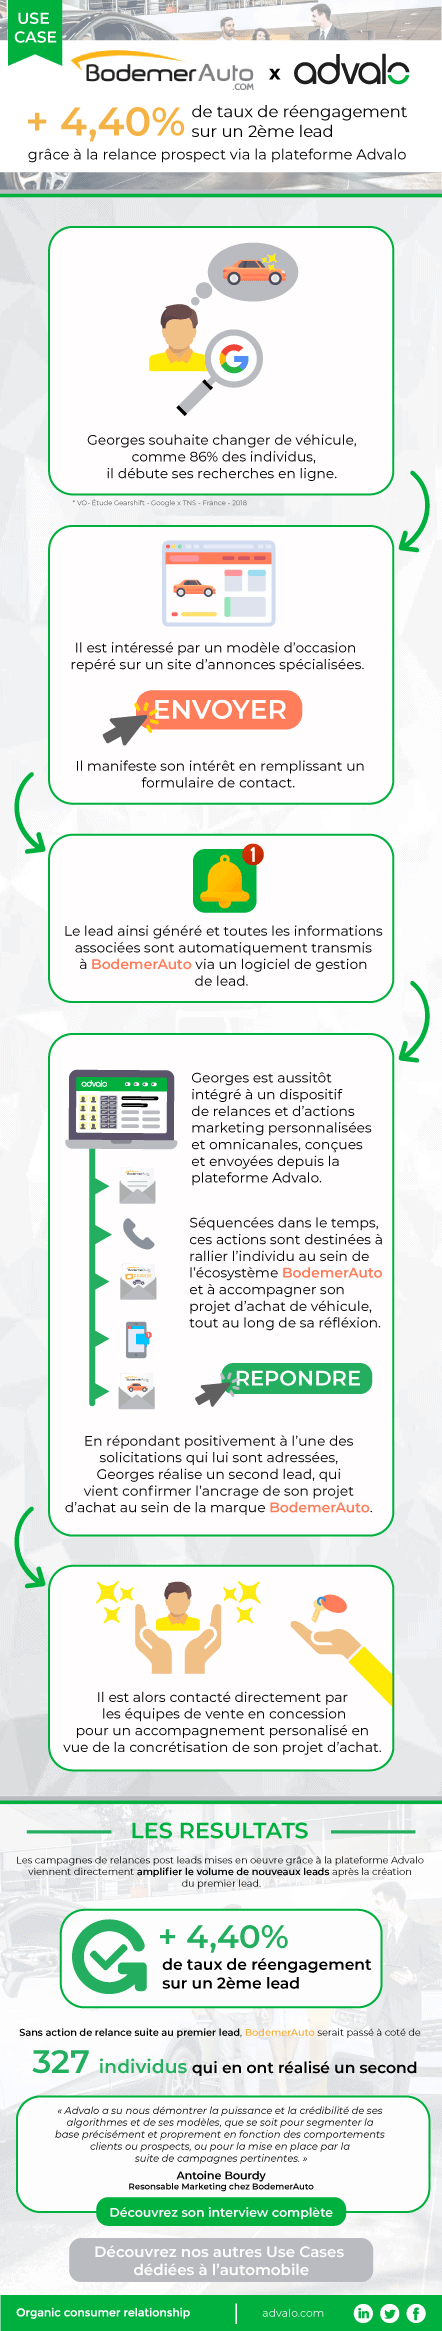 USE
CASE
BodemerAuto
.COM
x
advalo
+ 4,40%
de taux de réengagement
sur un 2ème lead
grâce à la relance prospect via la plateforme Advalo
Georges souhaite changer de véhicule,
comme 86% des individus,
il débute ses recherches en ligne.
* VO - Étude Gearshift - Google x TNS - France - 2018
Il est intéressé par un modèle d'occasion
repéré sur un site d'annonces spécialisées.
ENVOYER
Il manifeste son intérêt en remplissant un
formulaire de contact.
1
Le lead ainsi généré et toutes les informations
associées sont automatiquement transmis
à BodemerAuto via un logiciel de gestion
de lead.
advalo
Georges est aussitôt
intégré à un dispositif
de relances et d'actions
marketing personnalisées
et omnicanales, conçues
et envoyées depuis la
plateforme Advalo.
Séquencées dans le temps,
ces actions sont destinées à
rallier l'individu au sein de
l'écosystème BodemerAuto
et à accompagner son
projet d'achat de véhicule,
tout au long de sa réfléxion.
REPONDRE
En répondant positivement à l'une des
solicitations qui lui sont adressées,
Georges réalise un second lead, qui
vient confirmer l'ancrage de son projet
d'achat au sein de la marque BodemerAuto.
Il est alors contacté directement par
les équipes de vente en concession
pour un accompagnement personalisé en
vue de la concrétisation de son projet d'achat.
LES RESULTATS
Les campagnes de relances post leads mises en oeuvre grâce à la plateforme Advalo
viennent directement amplifier le volume de nouveaux leads après la création
du premier lead.
+ 4,40%
de taux de réengagement
sur un 2ème lead
Sans action de relance suite au premier lead, BodemerAuto serait passé à coté de
327 individus qui en ont réalisé un second
« Advalo a su nous démontrer la puissance et la crédibilité de ses
algorithmes et de ses modèles, que se soit pour segmenter la
base précisément et proprement en fonction des comportements
clients ou prospects, ou pour la mise en place par la
suite de campagnes pertinentes. »
Antoine Bourdy
Resonsable Marketing chez BodemerAuto
Découvrez son interview complète
Découvrez nos autres Use Cases
dédiées à l'automobile
Organic consumer relationship
advalo.com